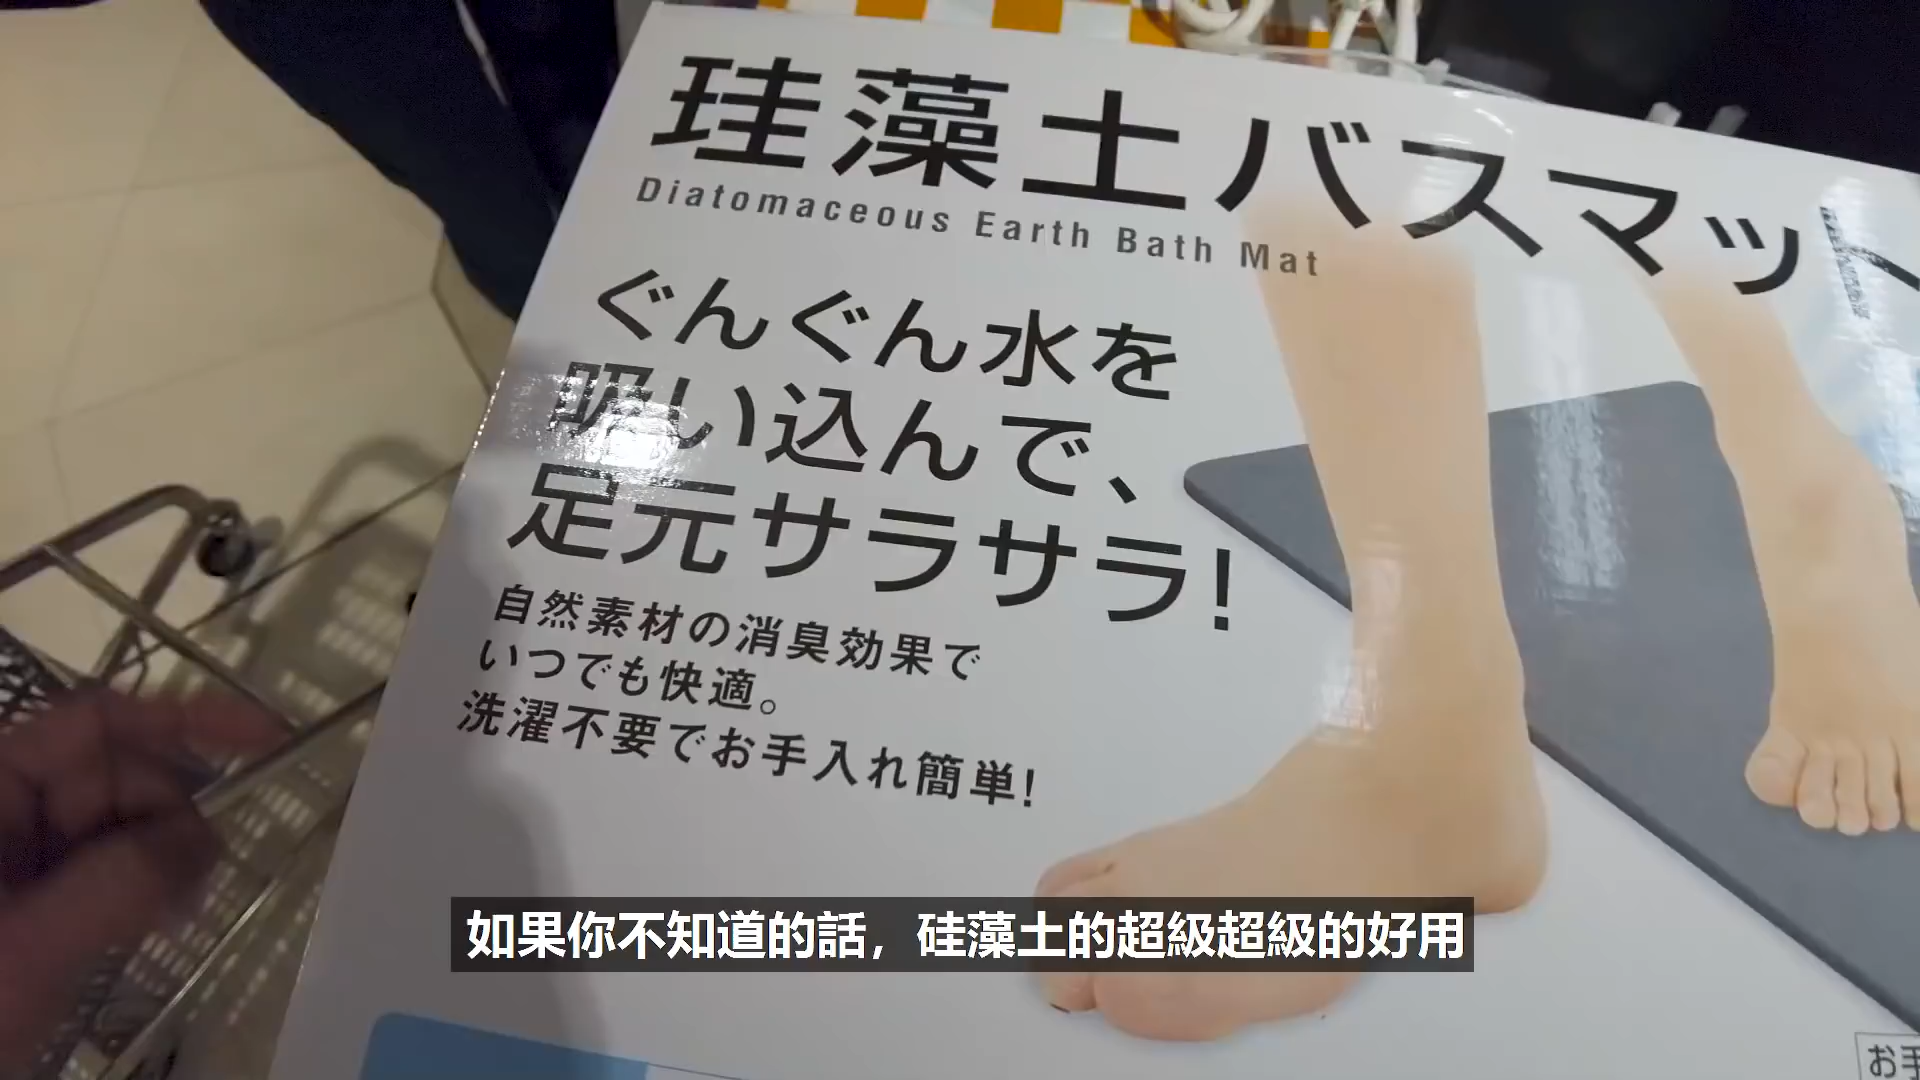 珪藻土バスマット
Diatomaceous Earth Bath Mat
ぐんぐん水を
吸い込んで、
足元サラサラ!
自然素材の消臭効果で
いつでも快適。
洗濯不要でお手入れ簡単!
如果你不知道的話，硅藻土的超級超級的好用
お手